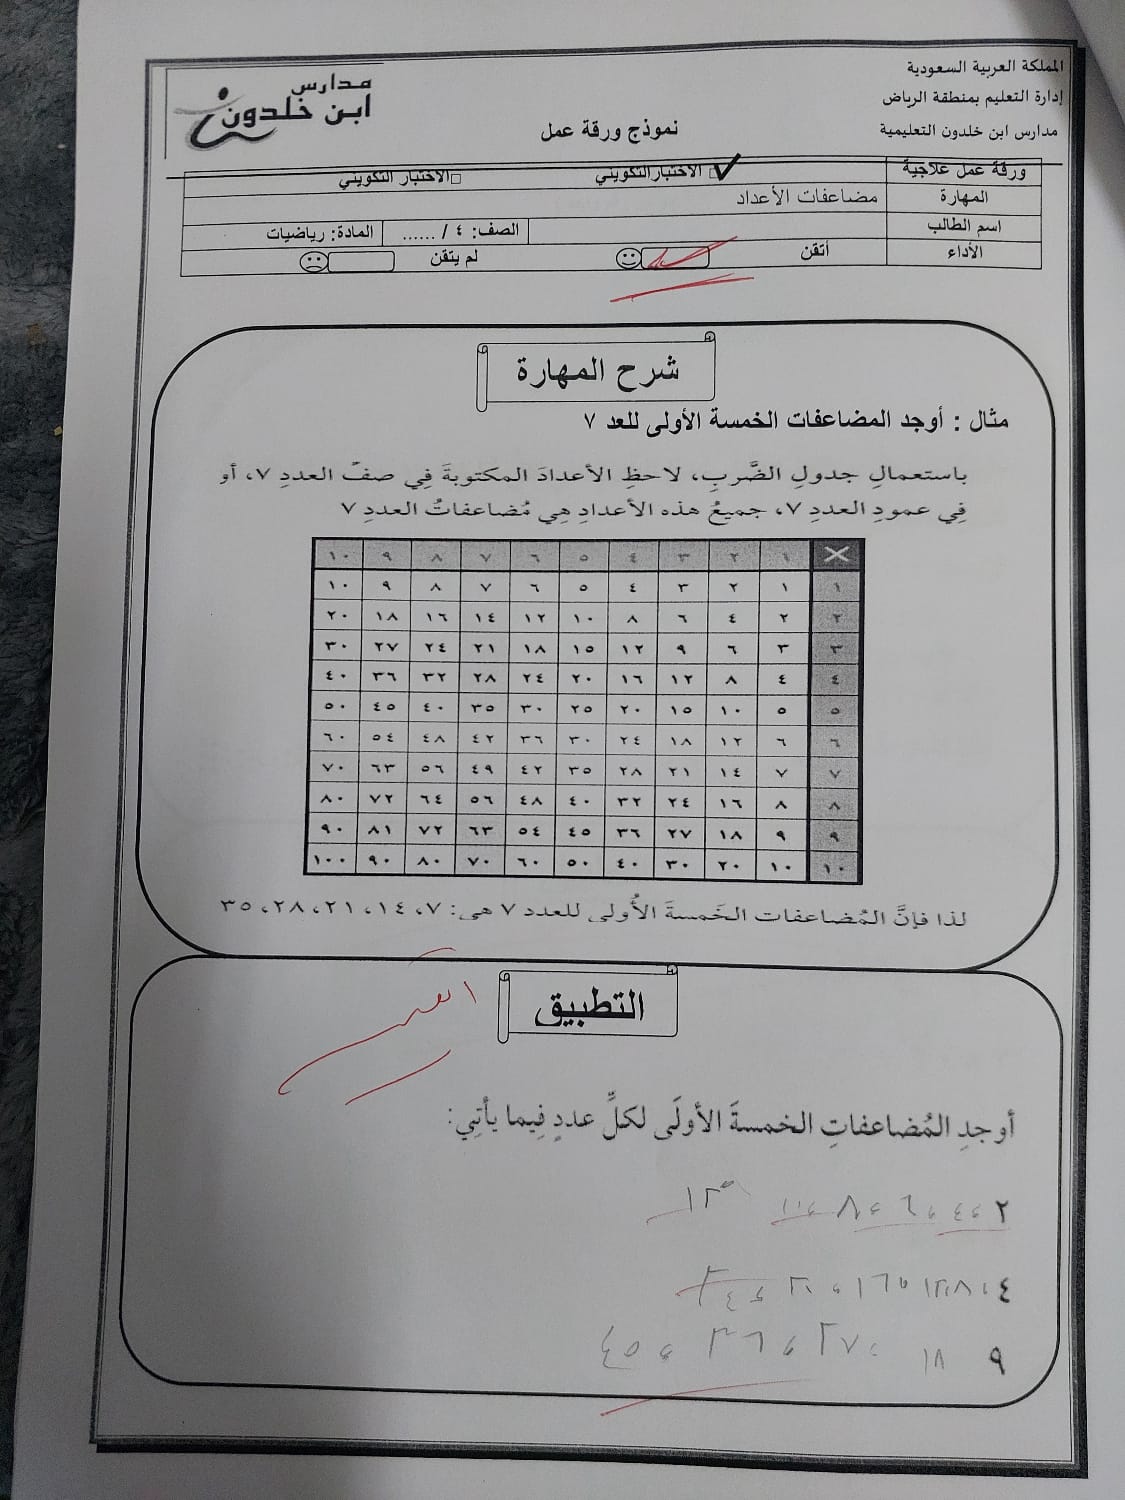 المملكة العربية السعودية
إدارة التعليم بمنطقة الرياض
مدارس ابن خلدون التعليمية
نموذج ورقة عمل
مدارس
ابن خلدون
ورقة عمل علاجية الاختبار التكويني الاختبار التكويني
المهارة مضاعفات الأعداد
اسم الطالب الصف: ٤ / ...... المادة: رياضيات
الأداء أتقن لم يتقن
شرح المهارة
مثال : أوجد المضاعفات الخمسة الأولى للعد ٧
باستعمالِ جدولِ الضَّربِ، لاحظِ الأعدادَ المكتوبةَ فِي صفّ العددِ ٧، أو
فِي عمودِ العددِ ٧، جميعُ هذه الأعدادِ هِي مُضاعفاتُ العددِ ٧
× ١ ٢ ٣ ٤ ٥ ٦ ٧ ٨ ٩ ١٠
١ ١ ٢ ٣ ٤ ٥ ٦ ٧ ٨ ٩ ١٠
٢ ٢ ٤ ٦ ٨ ١٠ ١٢ ١٤ ١٦ ١٨ ٢٠
٣ ٣ ٦ ٩ ١٢ ١٥ ١٨ ٢١ ٢٤ ٢٧ ٣٠
٤ ٤ ٨ ١٢ ١٦ ٢٠ ٢٤ ٢٨ ٣٢ ٣٦ ٤٠
٥ ٥ ١٠ ١٥ ٢٠ ٢٥ ٣٠ ٣٥ ٤٠ ٤٥ ٥٠
٦ ٦ ١٢ ١٨ ٢٤ ٣٠ ٣٦ ٤٢ ٤٨ ٥٤ ٦٠
٧ ٧ ١٤ ٢١ ٢٨ ٣٥ ٤٢ ٤٩ ٥٦ ٦٣ ٧٠
٨ ٨ ١٦ ٢٤ ٣٢ ٤٠ ٤٨ ٥٦ ٦٤ ٧٢ ٨٠
٩ ٩ ١٨ ٢٧ ٣٦ ٤٥ ٥٤ ٦٣ ٧٢ ٨١ ٩٠
١٠ ١٠ ٢٠ ٣٠ ٤٠ ٥٠ ٦٠ ٧٠ ٨٠ ٩٠ ١٠٠
لذا فإنَّ المُضاعفات الخَمسةَ الأُولى للعدد ٧ هى: ٧، ١٤، ٢١، ٢٨، ٣٥
التطبيق
أوجدِ المُضاعفاتِ الخمسةَ الأولَى لكلِّ عددٍ فِيما يأتِي:
٢ ، ٤ ، ٦ ، ٨ ، ١٠ ١٢
٤ ، ٨ ، ١٢ ، ١٦ ، ٢٠ ، ٢٤
٩ ١٨ ، ٢٧ ، ٣٦ ، ٤٥